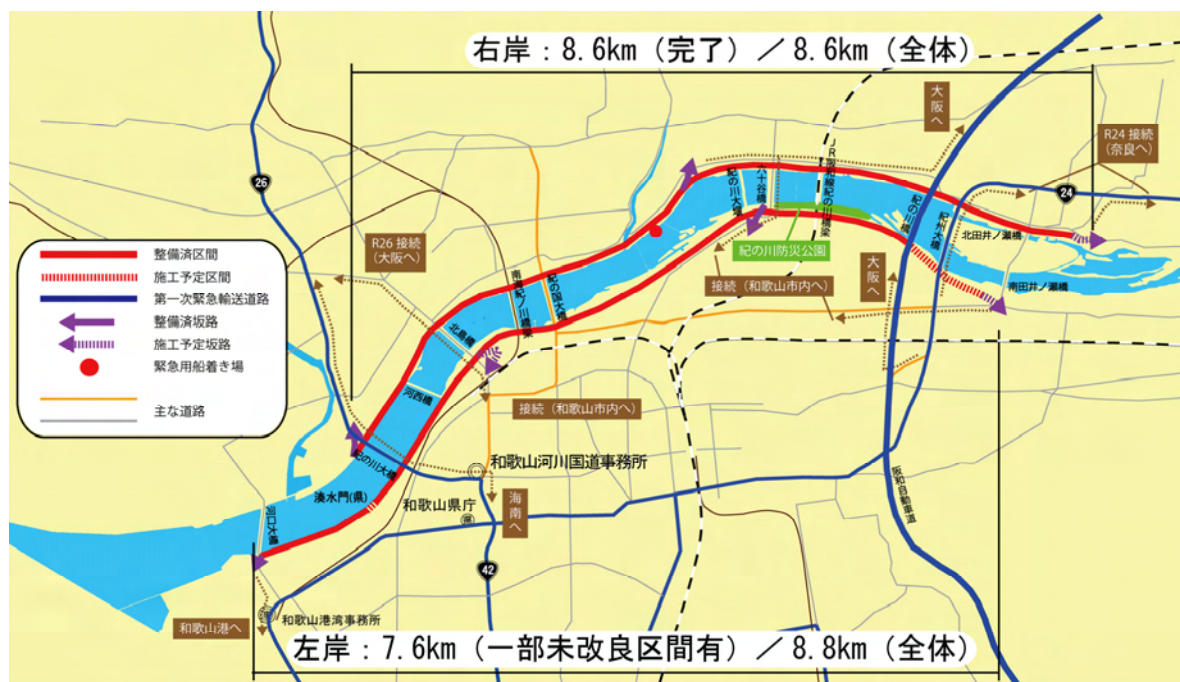 右岸:8.6km(完了)/8.6km(全体)
大阪へ
R24 接続
(奈良へ)
26
24
JR阪和線紀の川橋梁
六十谷橋
紀の川大堰
紀の川橋
紀州大橋
北田井ノ瀬橋
南田井ノ瀬橋
紀の川防災公園
R26 接続
(大阪へ)
接続(和歌山市内へ)
大阪へ
整備済区間
施工予定区間
第一次緊急輸送道路
整備済坂路
施工予定坂路
緊急用船着き場
主な道路
南海紀ノ川橋梁
紀の国大橋
北島橋
河西橋
接続(和歌山市内へ)
紀の川大橋
和歌山河川国道事務所
湊水門(県)
和歌山県庁
県
海南へ
阪和自動車道
河口大橋
42
和歌山港湾事務所
和歌山港へ
左岸:7.6km(一部未改良区間有)/8.8km(全体)